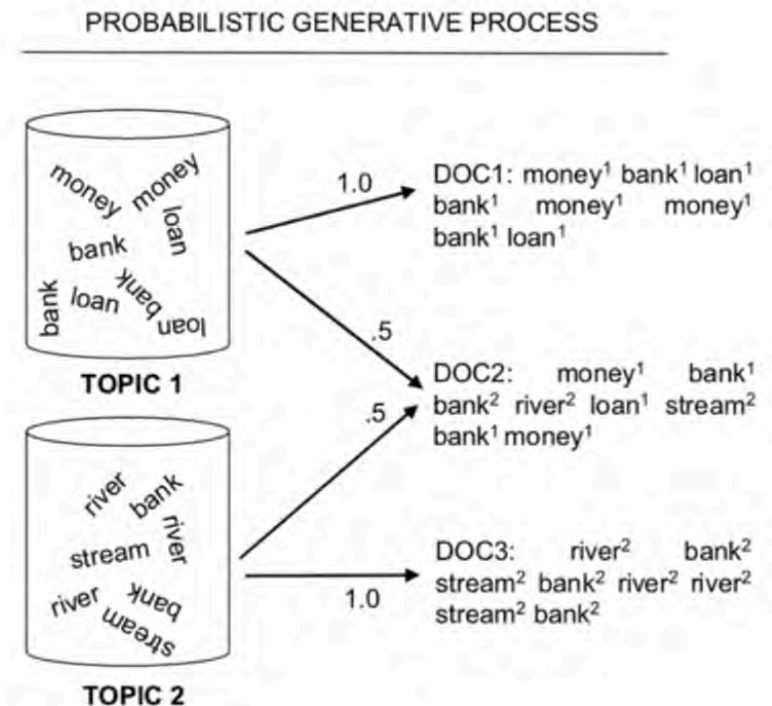 PROBABILISTIC GENERATIVE PROCESS
money money
loan
bank
bank loan bank
loan
TOPIC 1
1.0
.5
DOC1: money¹ bank¹ loan¹
bank¹ money¹ money¹
bank¹ loan¹
river bank
river
stream
river bank
stream
TOPIC 2
.5
1.0
DOC2: money¹ bank¹
bank² river² loan¹ stream²
bank¹ money¹
DOC3: river² bank²
stream² bank² river² river²
stream² bank²